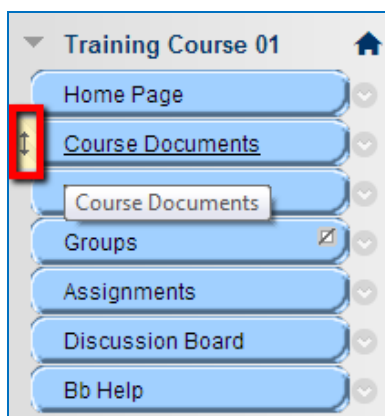 Training Course 01
Home Page
Course Documents
Course Documents
Groups
Assignments
Discussion Board
Bb Help